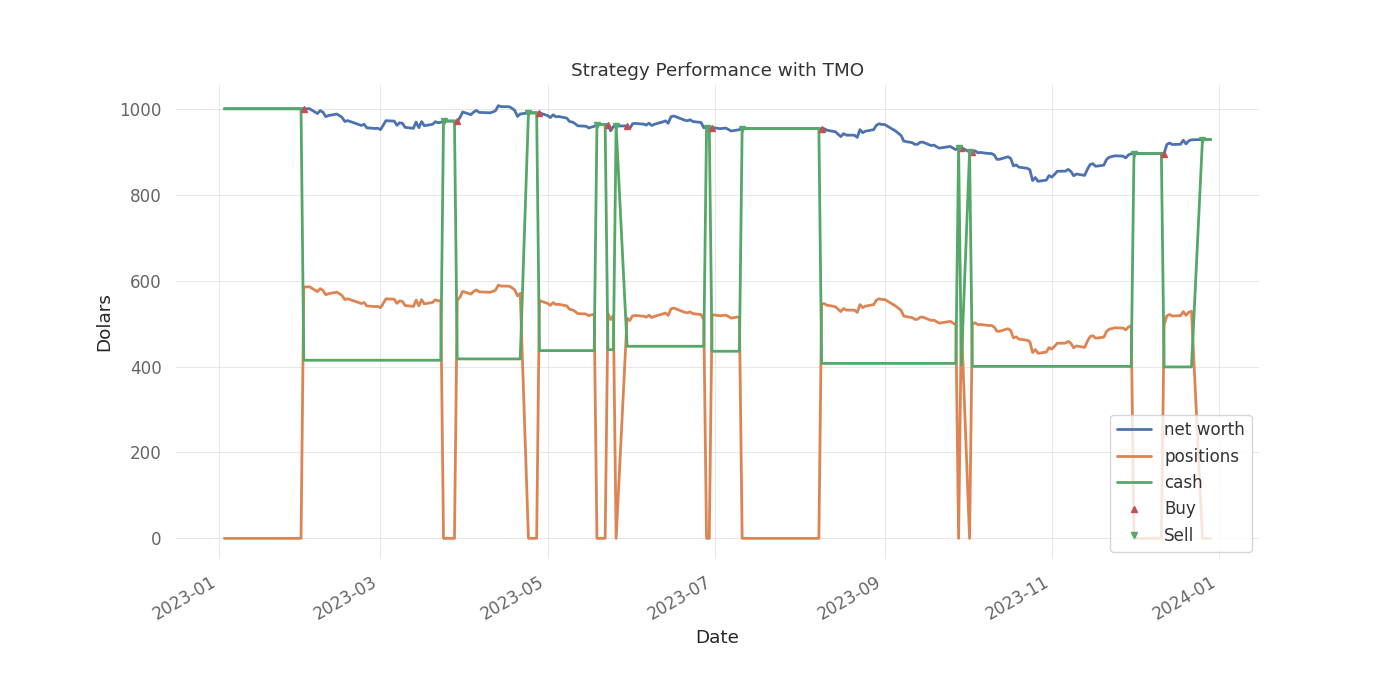 Strategy Performance with TMO
1000
800
600
400
200
0
Dolars
2023-01
2023-03
2023-05
2023-07
2023-09
2023-11
2024-01
Date
net worth
positions
cash
Buy
Sell